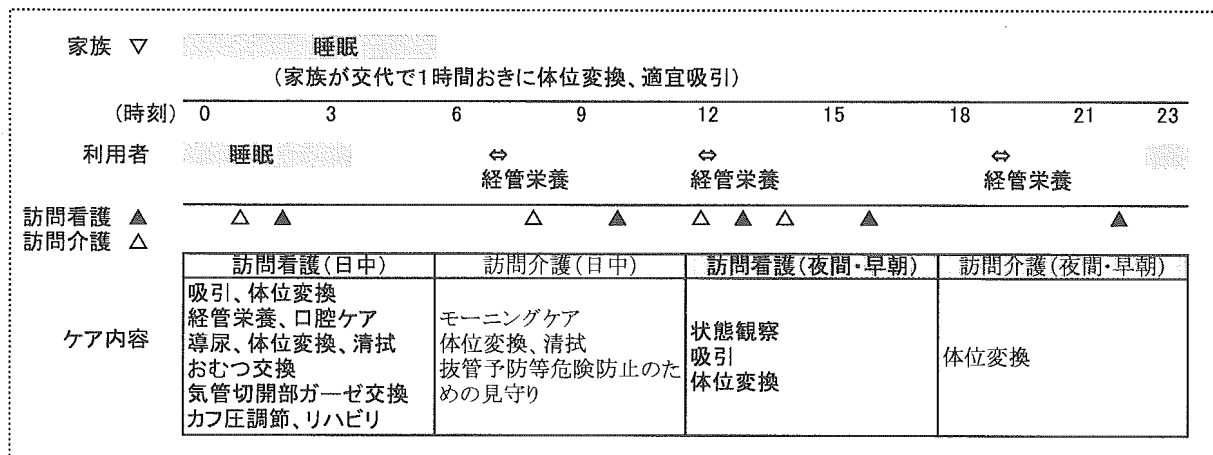 家族 ▽ 睡眠
(家族が交代で1時間おきに体位変換、適宜吸引)
(時刻) 0 3 6 9 12 15 18 21 23
利用者 睡眠 ⇔ ⇔ ⇔
経管栄養 経管栄養 経管栄養
訪問看護 ▲ △ ▲ △ ▲ △ ▲ △ ▲ ▲
訪問介護 △
訪問看護(日中) 訪問介護(日中) 訪問看護(夜間・早朝) 訪問介護(夜間・早朝)
ケア内容
吸引、体位変換
経管栄養、口腔ケア
導尿、体位変換、清拭
おむつ交換
気管切開部ガーゼ交換
カフ圧調節、リハビリ
モーニングケア
体位変換、清拭
抜管予防等危険防止のた
めの見守り
状態観察
吸引
体位変換
体位変換